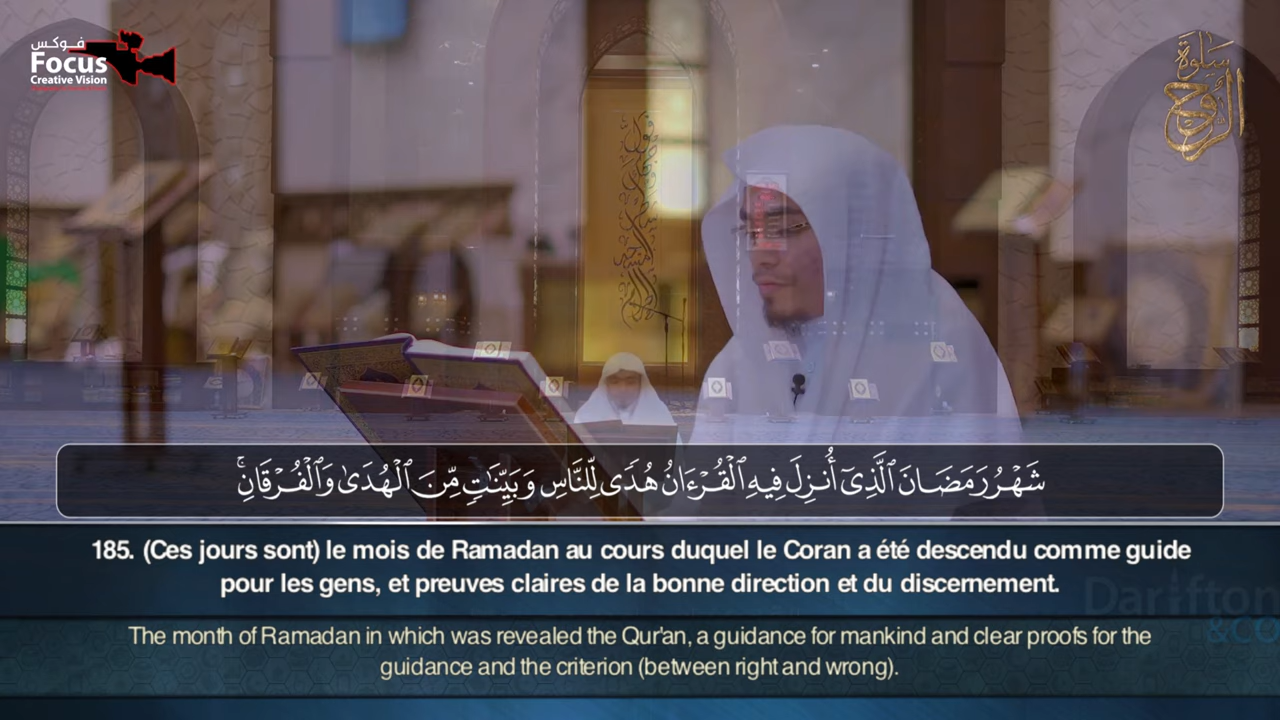 فوكس
Focus
Creative Vision
سلوة
الروح
شَهْرُ رَمَضَانَ ٱلَّذِىٓ أُنزِلَ فِيهِ ٱلْقُرْءَانُ هُدًى لِّلنَّاسِ وَبَيِّنَٰتٍ مِّنَ ٱلْهُدَىٰ وَٱلْفُرْقَانِۚ
185. (Ces jours sont) le mois de Ramadan au cours duquel le Coran a été descendu comme guide
pour les gens, et preuves claires de la bonne direction et du discernement.
The month of Ramadan in which was revealed the Qur'an, a guidance for mankind and clear proofs for the
guidance and the criterion (between right and wrong).
&CO